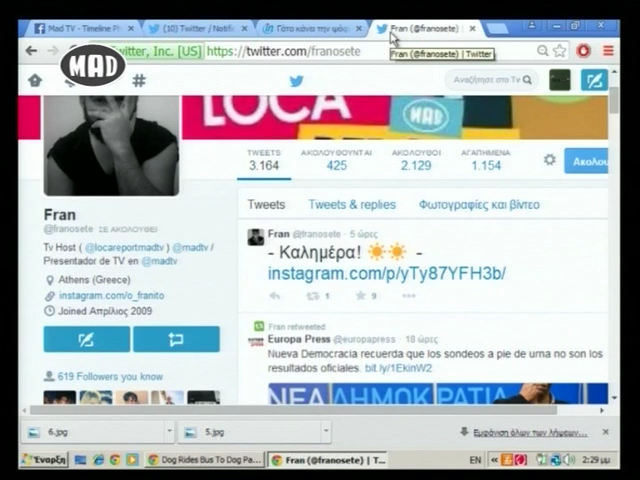 Mad TV - Timeline Ph
(10) Twitter / Notific
Γάτο κάνει την ψόφι
Fran (@franosete)
Twitter, Inc. [US] https://twitter.com/franosete
Fran (@franosete) | Twitter
MAD
#
Αναζήτησε στο Tw
LOCA
MAD
TWEETS
3.164
ΑΚΟΛΟΥΘΟΥΝΤΑΙ
425
ΑΚΟΛΟΥΘΟΙ
2.129
ΑΓΑΠΗΜΕΝΑ
1.154
Ακολου
Fran
@franosete ΣΕ ΑΚΟΛΟΥΘΕΙ
Tv Host ( @locareportmadtv ) @madtv /
Presentador de TV en @madtv
Athens (Greece)
instagram.com/o_franito
Joined Απρίλιος 2009
619 Followers you know
Tweets Tweets & replies Φωτογραφίες και βίντεο
Fran @franosete · 5 ώρες
- Καλημέρα! ☀☀ -
instagram.com/p/yTy87YFH3b/
1 9
Fran retweeted
Europa Press @europapress · 18 ώρες
Nueva Democracia recuerda que los sondeos a pie de urna no son los
resultados oficiales. bit.ly/1EkinW2
ΝΕΑ ΔΗΜΟΚΡΑΤΙΑ
6.jpg
5.jpg
Εμφάνιση όλων των λήψεων...
Έναρξη
Dog Rides Bus To Dog Pa...
Fran (@franosete) | T...
EN
2:29 μμ